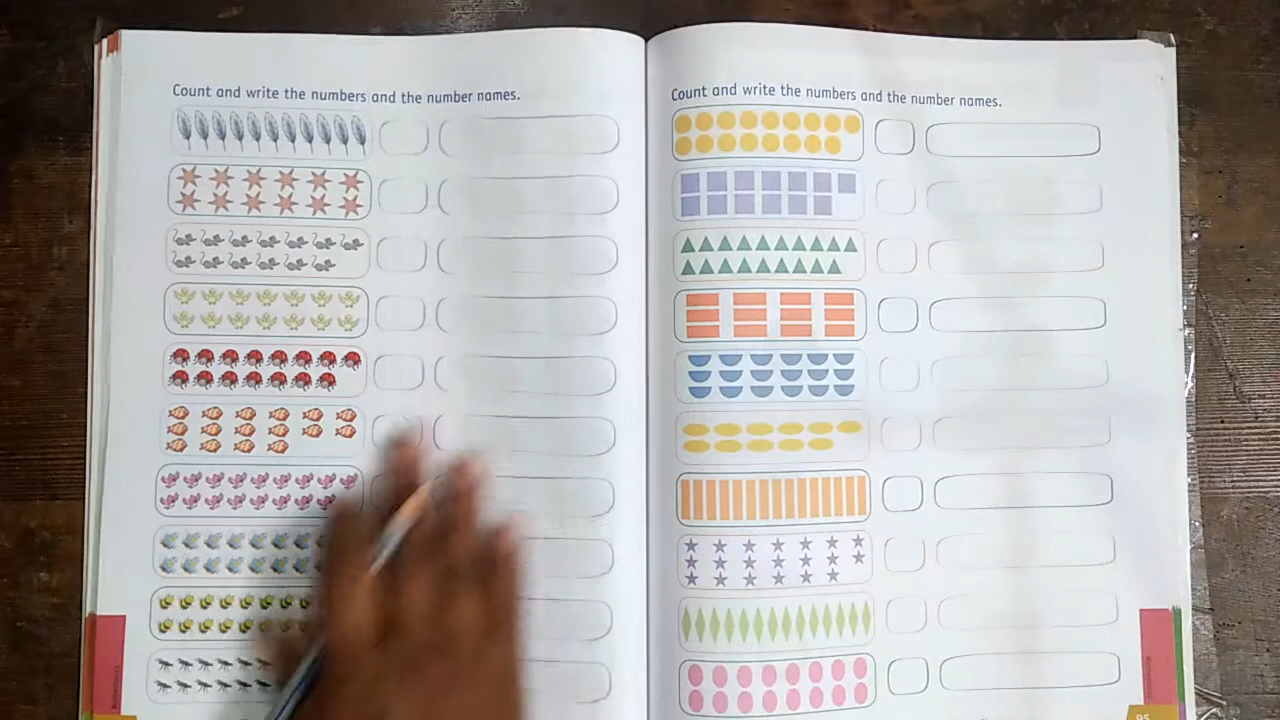 Count and write the numbers and the number names.
Count and write the numbers and the number names.
95